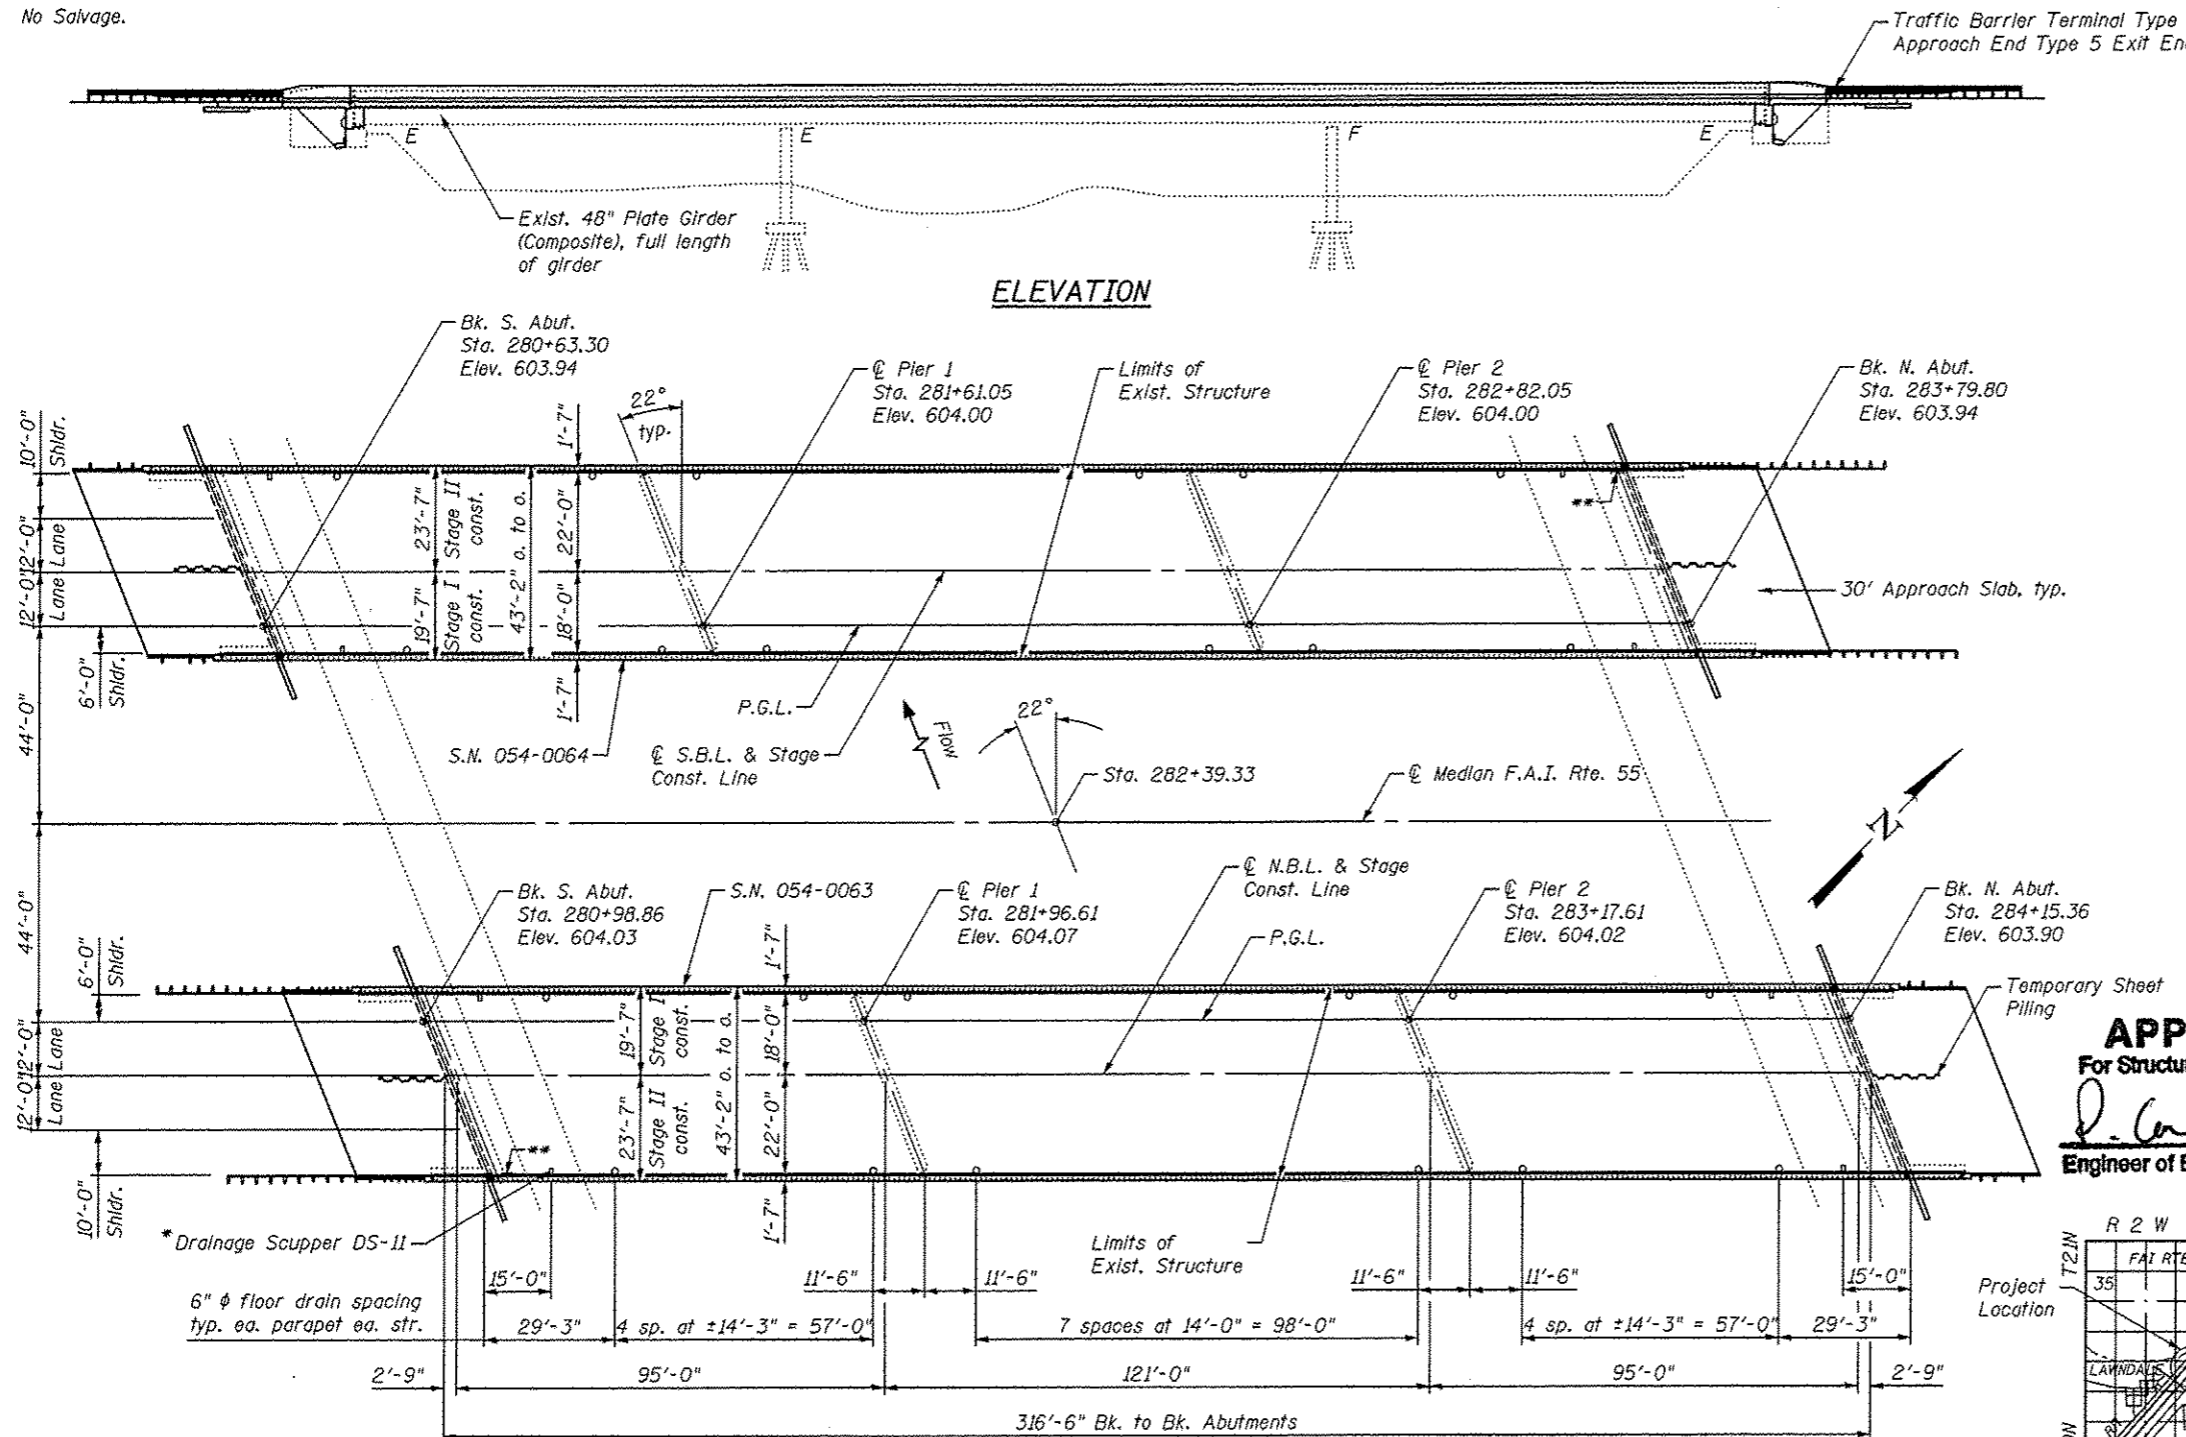 No Salvage.
Traffic Barrier Terminal Type
Approach End Type 5 Exit En
E
E
F
E
Exist. 48" Plate Girder
(Composite), full length
of girder
ELEVATION
Bk. S. Abut.
Sta. 280+63.30
Elev. 603.94
℄ Pier 1
Sta. 281+61.05
Elev. 604.00
Limits of
Exist. Structure
℄ Pier 2
Sta. 282+82.05
Elev. 604.00
Bk. N. Abut.
Sta. 283+79.80
Elev. 603.94
22°
typ.
1'-7"
10'-0"
Shldr.
12'-0"
Lane
12'-0"
Lane
6'-0"
Shldr.
44'-0"
23'-7"
Stage II
const.
19'-7"
Stage I
const.
43'-2" o. to o.
22'-0"
18'-0"
1'-7"
**
30' Approach Slab, typ.
P.G.L.
S.N. 054-0064
℄ S.B.L. & Stage
Const. Line
Flow
22°
Sta. 282+39.33
℄ Median F.A.I. Rte. 55
N
44'-0"
Bk. S. Abut.
Sta. 280+98.86
Elev. 604.03
S.N. 054-0063
℄ Pier 1
Sta. 281+96.61
Elev. 604.07
℄ N.B.L. & Stage
Const. Line
P.G.L.
℄ Pier 2
Sta. 283+17.61
Elev. 604.02
Bk. N. Abut.
Sta. 284+15.36
Elev. 603.90
Temporary Sheet
Piling
6'-0"
Shldr.
12'-0"
Lane
12'-0"
Lane
10'-0"
Shldr.
1'-7"
19'-7"
Stage I
const.
23'-7"
Stage II
const.
43'-2" o. to o.
18'-0"
22'-0"
1'-7"
**
APP
For Structu
Engineer of B
*Drainage Scupper DS-11
Limits of
Exist. Structure
15'-0"
11'-6"
11'-6"
11'-6"
11'-6"
15'-0"
6" ϕ floor drain spacing
typ. ea. parapet ea. str.
29'-3"
4 sp. at ±14'-3" = 57'-0"
7 spaces at 14'-0" = 98'-0"
4 sp. at ±14'-3" = 57'-0"
29'-3"
2'-9"
95'-0"
121'-0"
95'-0"
2'-9"
316'-6" Bk. to Bk. Abutments
R 2 W
T21N
FAI RTE
35
Project
Location
LAWNDALE